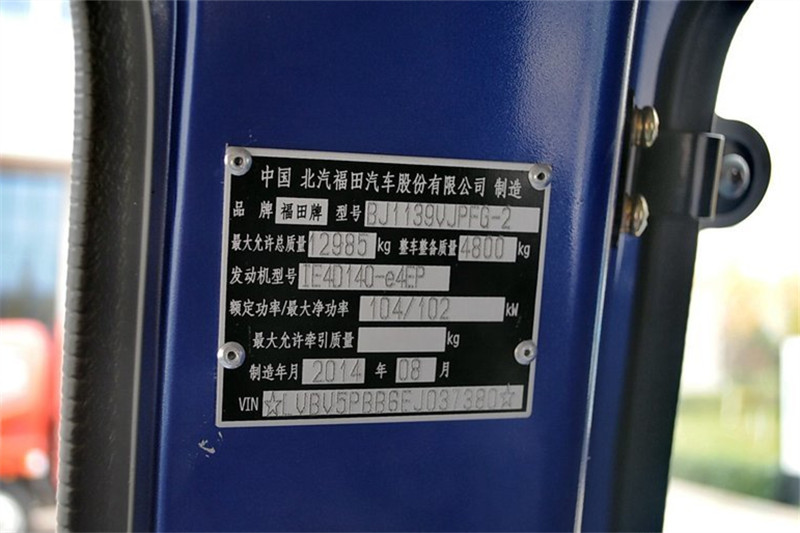 中国 北汽福田汽车股份有限公司 制造
品 牌 福田牌 型号 BJ1139VJPFG-2
最大允许总质量 12985 kg 整车整备质量 4800 kg
发动机型号 IE4D140-e4EP
额定功率/最大净功率 104/102 kW
最大允许牵引质量 kg
制造年月 2014 年 08 月
VIN ☆LVBV5PBB6EJ037380☆